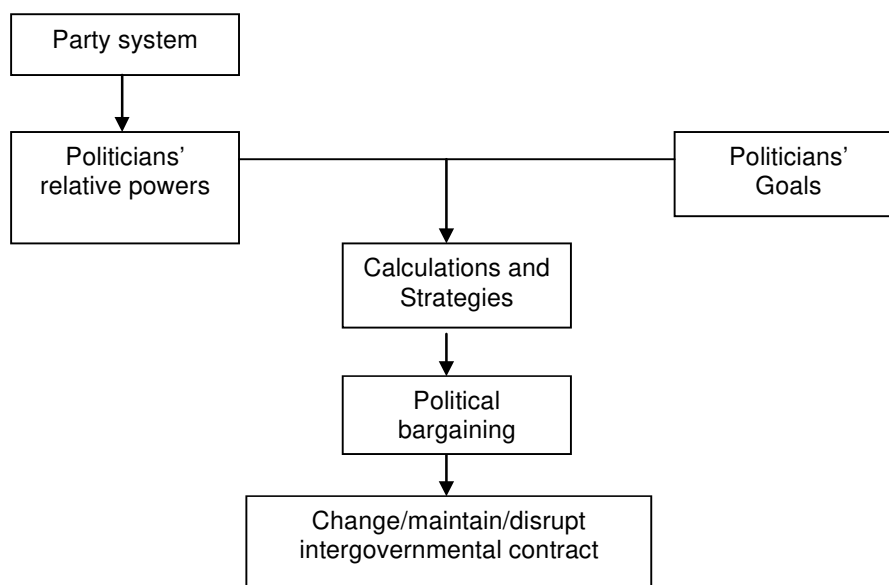 Party system
Politicians’
relative powers
Politicians’
Goals
Calculations and
Strategies
Political
bargaining
Change/maintain/disrupt
intergovernmental contract